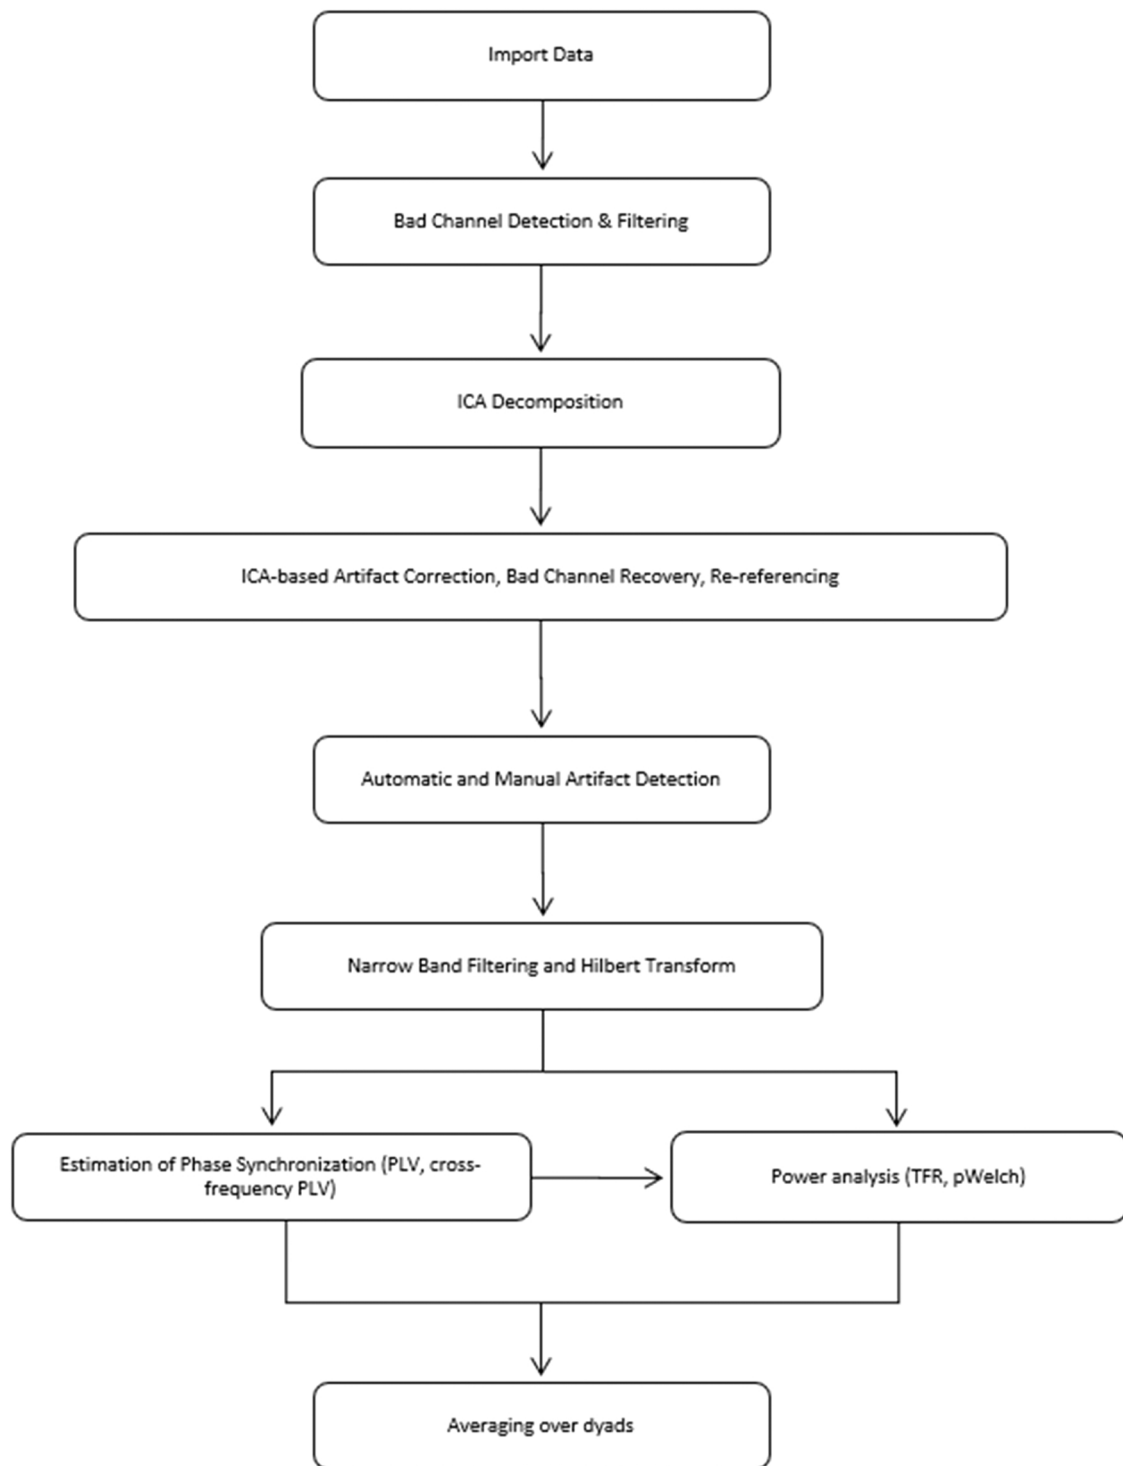 Import Data
Bad Channel Detection & Filtering
ICA Decomposition
ICA-based Artifact Correction, Bad Channel Recovery, Re-referencing
Automatic and Manual Artifact Detection
Narrow Band Filtering and Hilbert Transform
Estimation of Phase Synchronization (PLV, cross-
frequency PLV)
Power analysis (TFR, pWelch)
Averaging over dyads